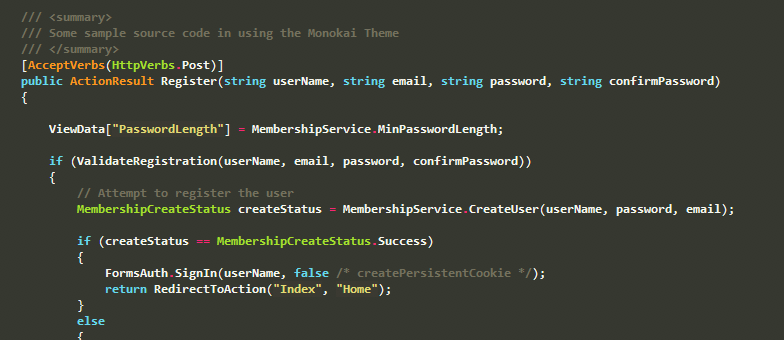 /// <summary>
/// Some sample source code in using the Monokai Theme
/// </summary>
[AcceptVerbs(HttpVerbs.Post)]
public ActionResult Register(string userName, string email, string password, string confirmPassword)
{
ViewData["PasswordLength"] = MembershipService.MinPasswordLength;
if (ValidateRegistration(userName, email, password, confirmPassword))
{
// Attempt to register the user
MembershipCreateStatus createStatus = MembershipService.CreateUser(userName, password, email);
if (createStatus == MembershipCreateStatus.Success)
{
FormsAuth.SignIn(userName, false /* createPersistentCookie */);
return RedirectToAction("Index", "Home");
}
else
{